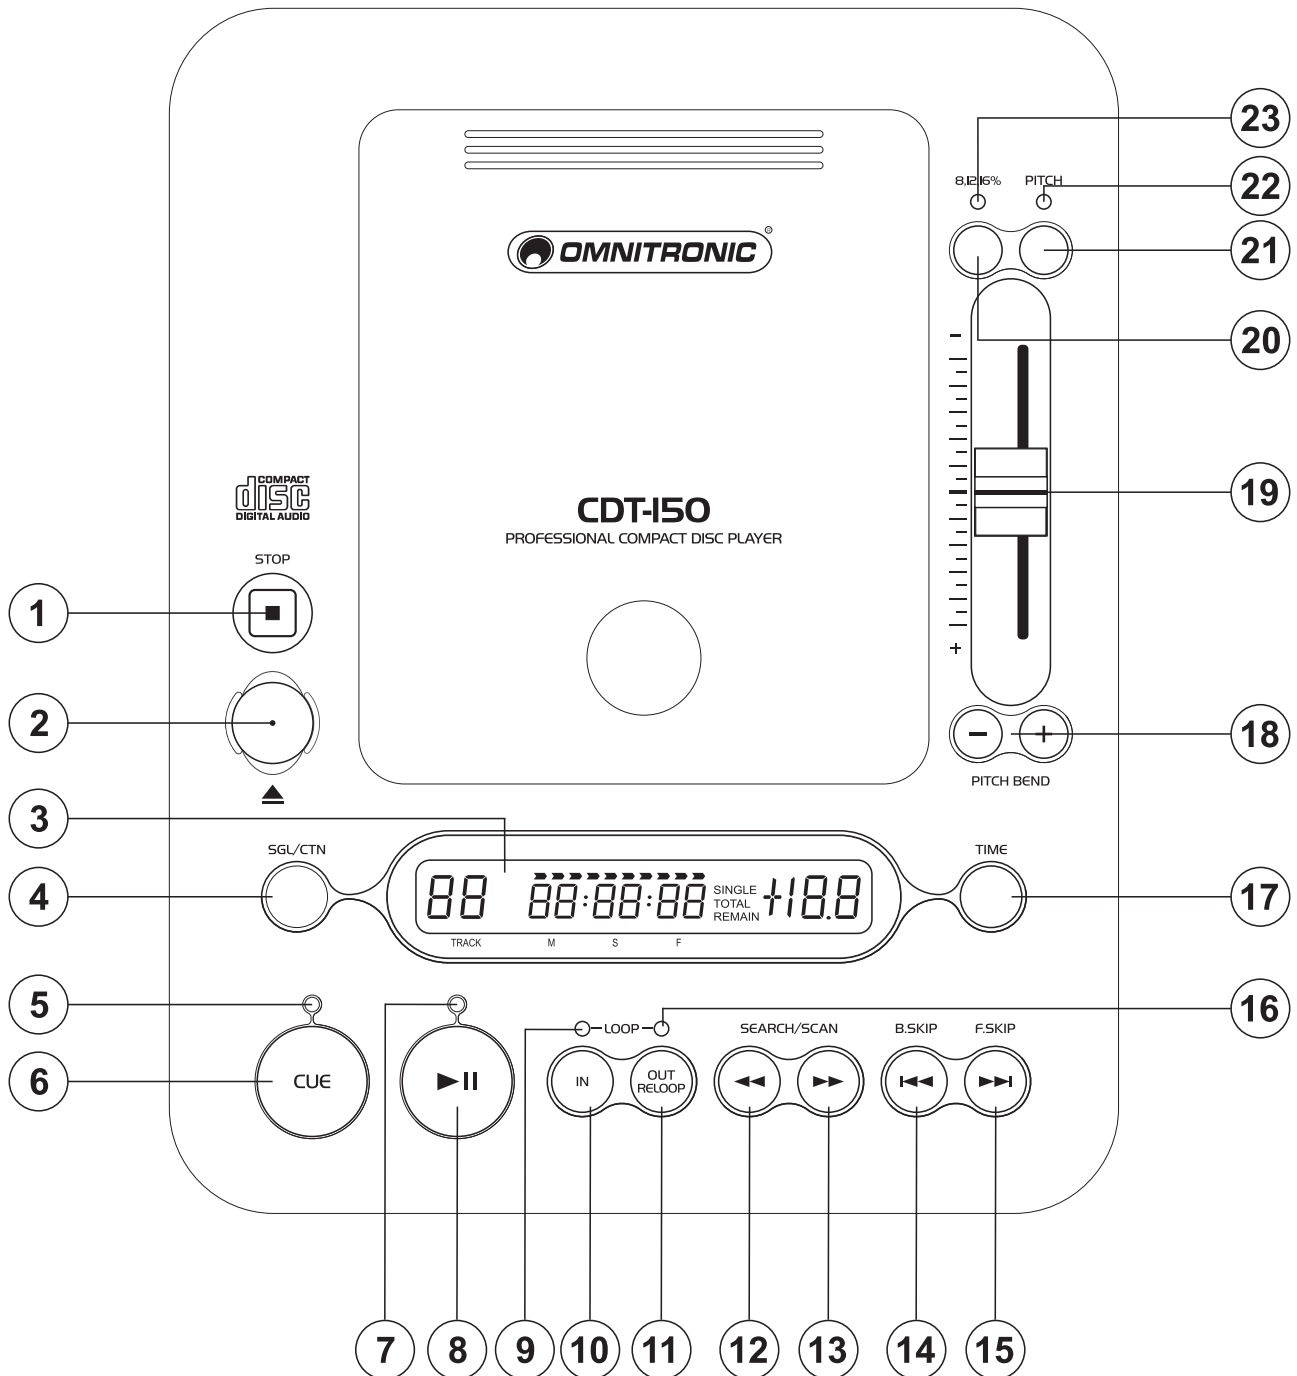 23
8,12,16% PITCH
22
OMNITRONIC
®
21
20
-
COMPACT
disc
DIGITAL AUDIO
CDT-150
PROFESSIONAL COMPACT DISC PLAYER
19
STOP
1
+
2
- +
18
PITCH BEND
3
SGL/CTN
TIME
4
88 88:88:88 +18.8
SINGLE
TOTAL
REMAIN
TRACK M S F
17
5
LOOP
16
SEARCH/SCAN
B.SKIP F.SKIP
6
CUE
IN
OUT
RELOOP
7 8 9 10 11 12 13 14 15